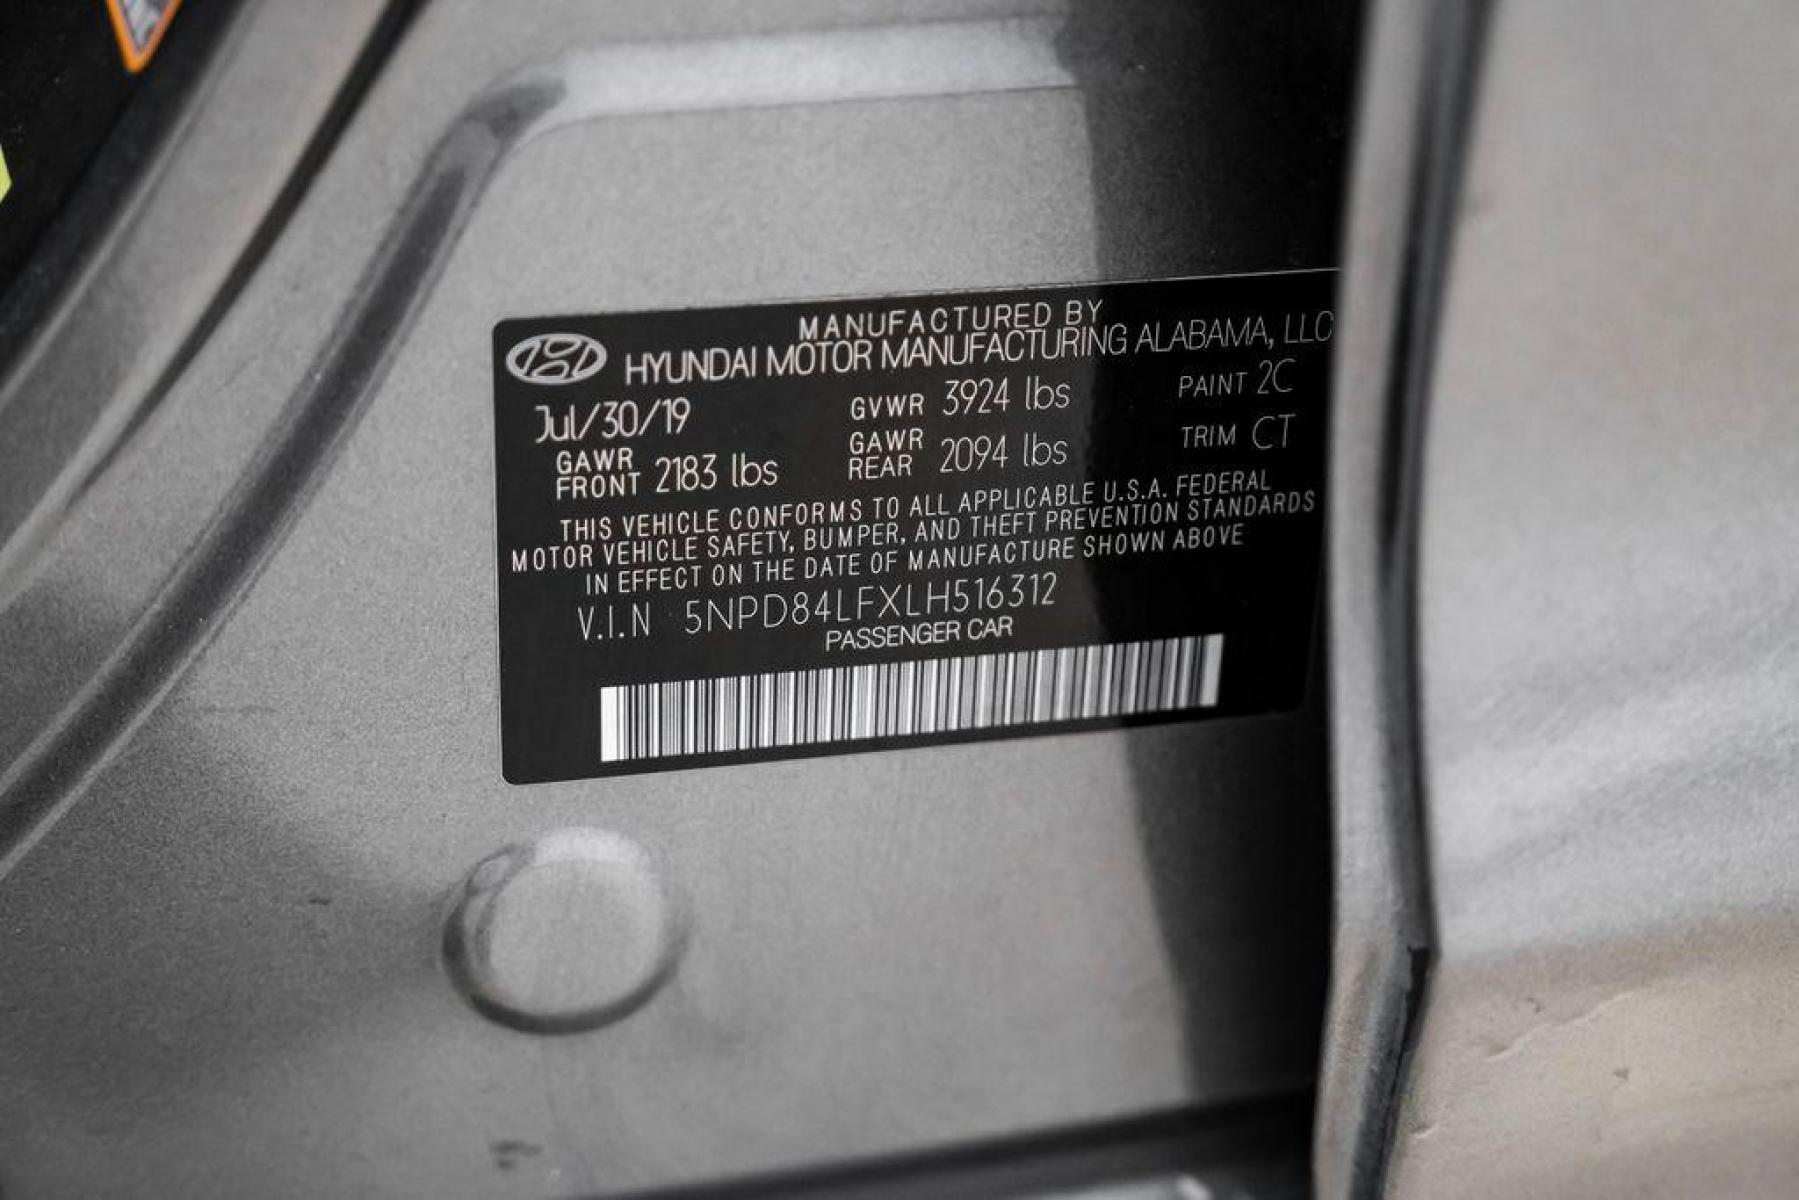 MANUFACTURED BY
HYUNDAI MOTOR MANUFACTURING ALABAMA, LLC
Jul/30/19 GVWR 3924 lbs PAINT 2C
GAWR FRONT 2183 lbs GAWR REAR 2094 lbs TRIM CT
THIS VEHICLE CONFORMS TO ALL APPLICABLE U.S.A. FEDERAL
MOTOR VEHICLE SAFETY, BUMPER, AND THEFT PREVENTION STANDARDS
IN EFFECT ON THE DATE OF MANUFACTURE SHOWN ABOVE
V.I.N 5NPD84LFXLH516312
PASSENGER CAR